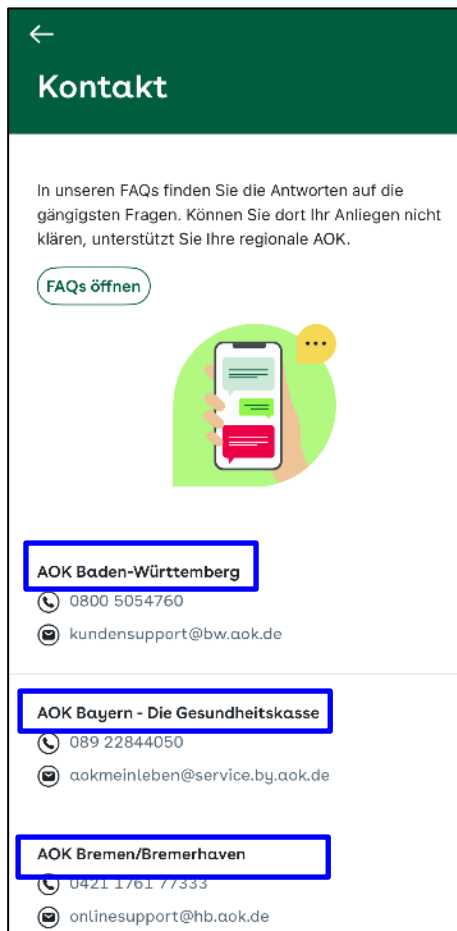 Kontakt
In unseren FAQs finden Sie die Antworten auf die
gängigsten Fragen. Können Sie dort Ihr Anliegen nicht
klären, unterstützt Sie Ihre regionale AOK.
FAQs öffnen
AOK Baden-Württemberg
0800 5054760
kundensupport@bw.aok.de
AOK Bayern - Die Gesundheitskasse
089 22844050
aokmeinleben@service.by.aok.de
AOK Bremen/Bremerhaven
0421 1761 77333
onlinesupport@hb.aok.de